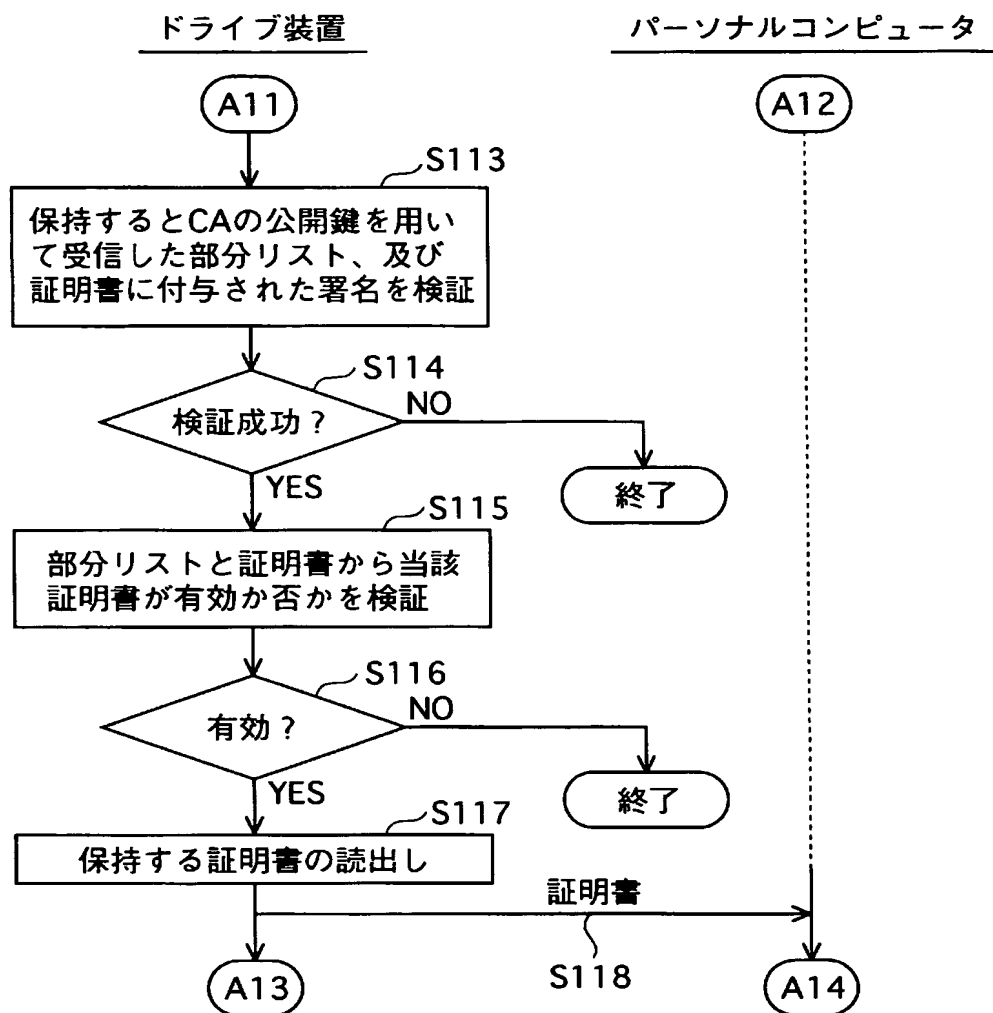 ドライブ装置
パーソナルコンピュータ
A11
A12
S113
保持するとCAの公開鍵を用い
て受信した部分リスト、及び
証明書に付与された署名を検証
S114
検証成功?
NO
終了
YES
S115
部分リストと証明書から当該
証明書が有効か否かを検証
S116
有効?
NO
終了
YES
S117
保持する証明書の読出し
証明書
S118
A13
A14